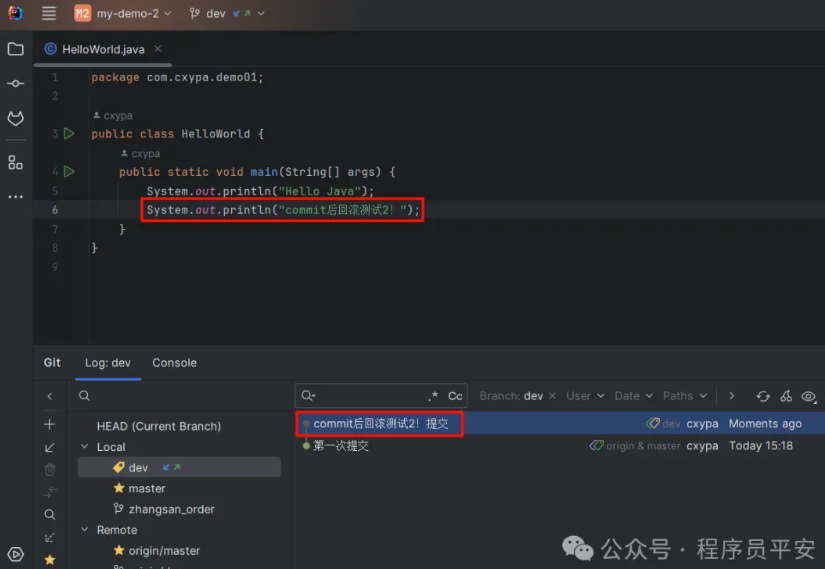 M2 my-demo-2 dev
HelloWorld.java
1 package com.cxypa.demo01;
2
cxypa
3 public class HelloWorld {
cxypa
4 public static void main(String[] args) {
5 System.out.println("Hello Java");
6 System.out.println("commit后回滚测试2! ");
7 }
8 }
9
Git Log: dev Console
.* Cc Branch: dev User Date Paths
HEAD (Current Branch)
commit后回滚测试2! 提交 dev cxypa Moments ago
Local
第一次提交 origin & master cxypa Today 15:18
dev
master
zhangsan_order
Remote
origin/master
公众号 · 程序员平安